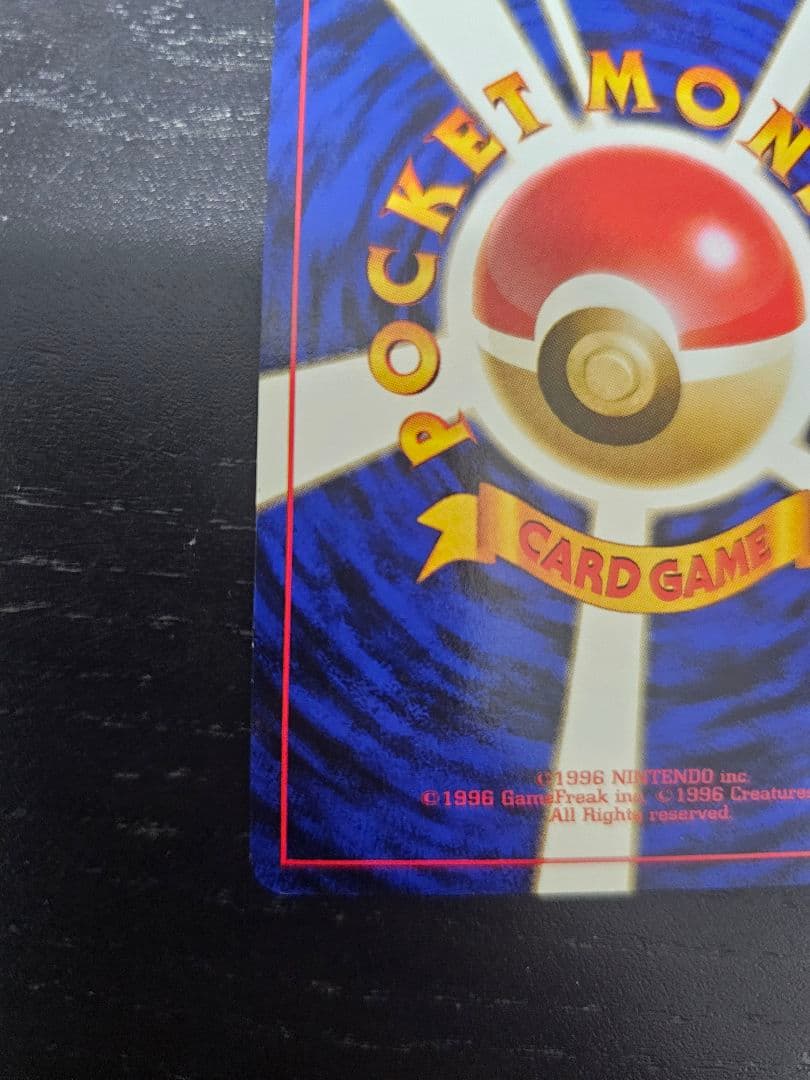 POCKET MON
CARD GAME
©1996 NINTENDO inc.
©1996 GameFreak inc. ©1996 Creatures
All Rights reserved.